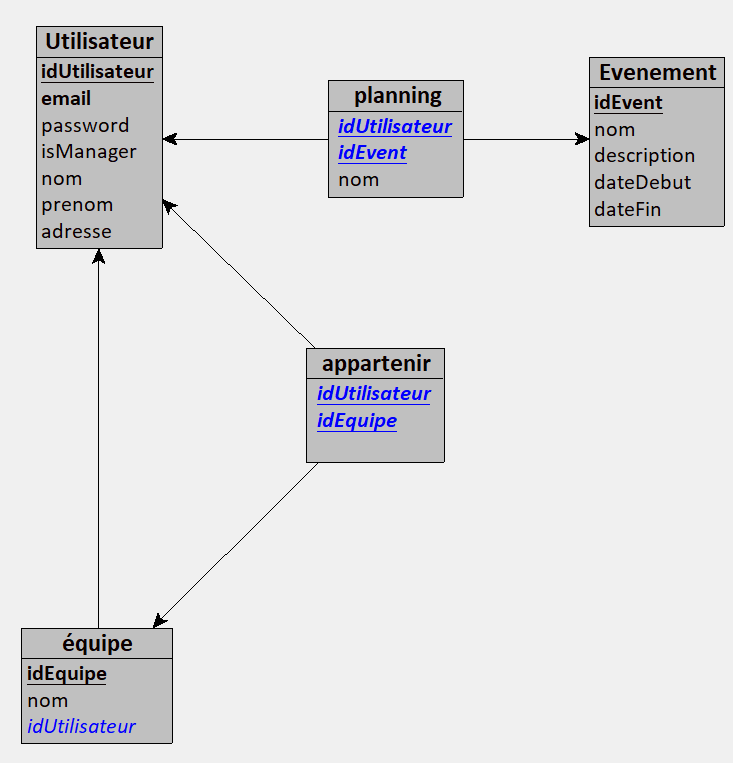 Utilisateur
idUtilisateur
email
password
isManager
nom
prenom
adresse
planning
idUtilisateur
idEvent
nom
Evenement
idEvent
nom
description
dateDebut
dateFin
appartenir
idUtilisateur
idEquipe
équipe
idEquipe
nom
idUtilisateur